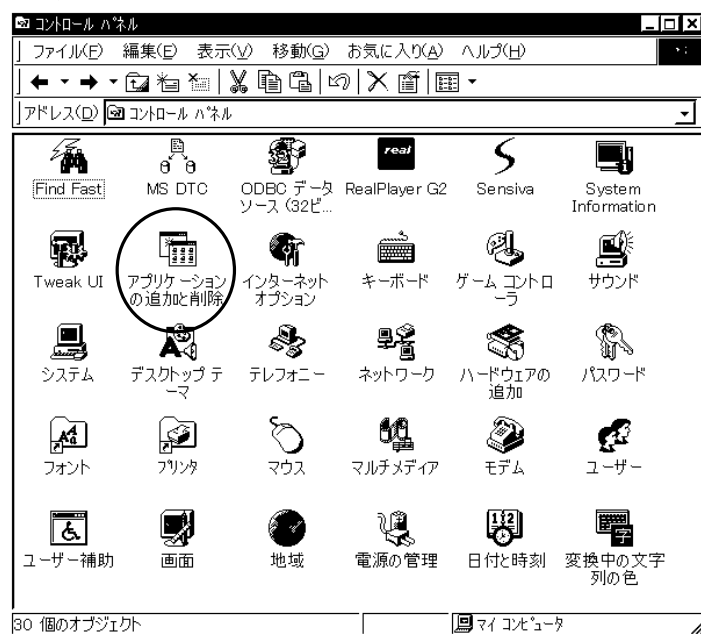 コントロール パネル
ファイル(F) 編集(E) 表示(V) 移動(G) お気に入り(A) ヘルプ(H)
アドレス(D) コントロール パネル
Find Fast
MS DTC
ODBC データ
ソース (32ビ...
real
RealPlayer G2
Sensiva
System
Information
Tweak UI
アプリケーション
の追加と削除
インターネット
オプション
キーボード
ゲーム コントロ
ーラ
サウンド
システム
デスクトップ テ
ーマ
テレフォニー
ネットワーク
ハードウェアの
追加
パスワード
フォント
プリンタ
マウス
マルチメディア
モデム
ユーザー
ユーザー補助
画面
地域
電源の管理
日付と時刻
変換中の文字
列の色
30 個のオブジェクト
マイ コンピュータ